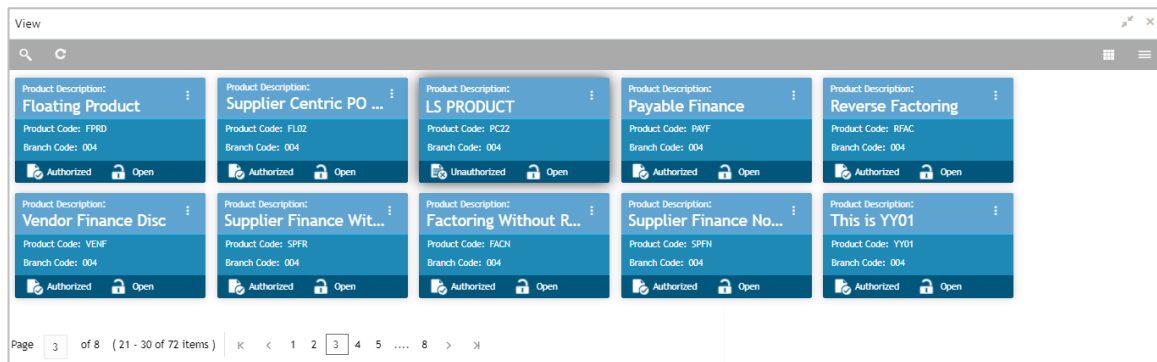 View
Product Description:
Floating Product
Product Code: FPRD
Branch Code: 004
Authorized Open
Product Description:
Supplier Centric PO ...
Product Code: FL02
Branch Code: 004
Authorized Open
Product Description:
LS PRODUCT
Product Code: PC22
Branch Code: 004
Unauthorized Open
Product Description:
Payable Finance
Product Code: PAYF
Branch Code: 004
Authorized Open
Product Description:
Reverse Factoring
Product Code: RFAC
Branch Code: 004
Authorized Open
Product Description:
Vendor Finance Disc
Product Code: VENF
Branch Code: 004
Authorized Open
Product Description:
Supplier Finance Wit...
Product Code: SPFR
Branch Code: 004
Authorized Open
Product Description:
Factoring Without R...
Product Code: FACN
Branch Code: 004
Authorized Open
Product Description:
Supplier Finance No...
Product Code: SPFN
Branch Code: 004
Authorized Open
Product Description:
This is YY01
Product Code: YY01
Branch Code: 004
Authorized Open
Page 3 of 8 (21 - 30 of 72 items) 1 2 3 4 5 .... 8